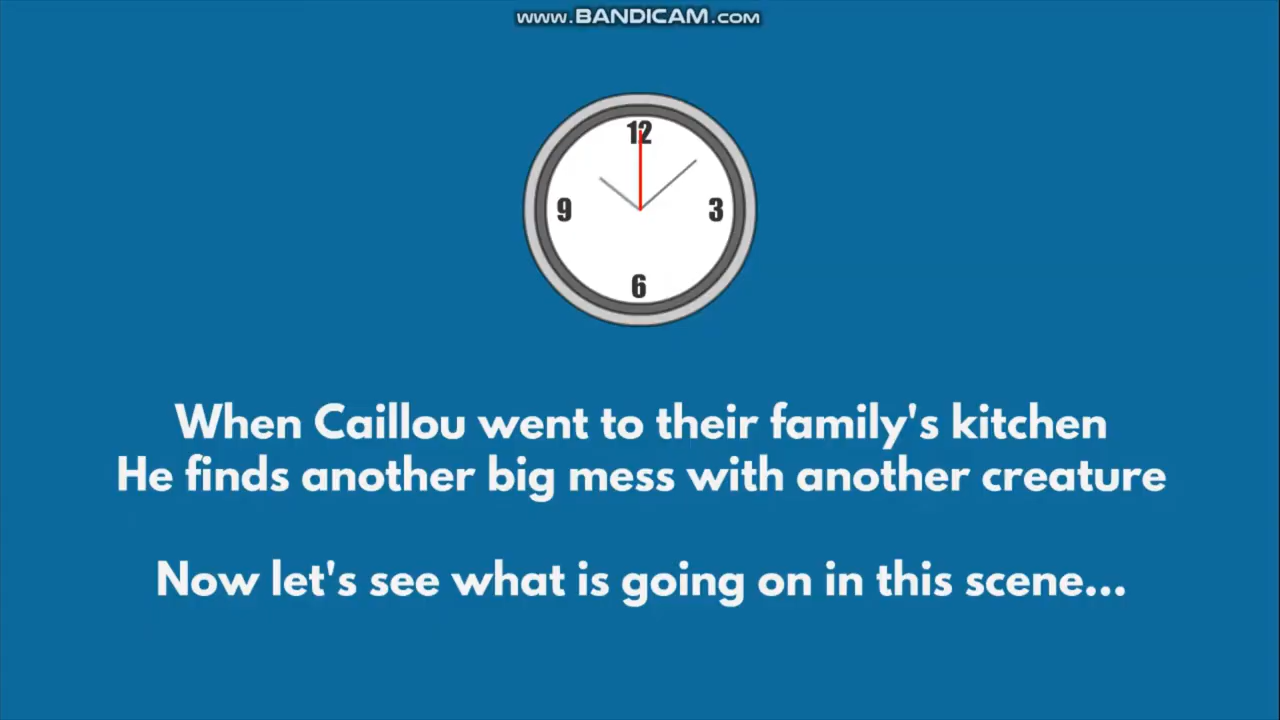 www.BANDICAM.com
12
9
3
6
When Caillou went to their family's kitchen
He finds another big mess with another creature
Now let's see what is going on in this scene...